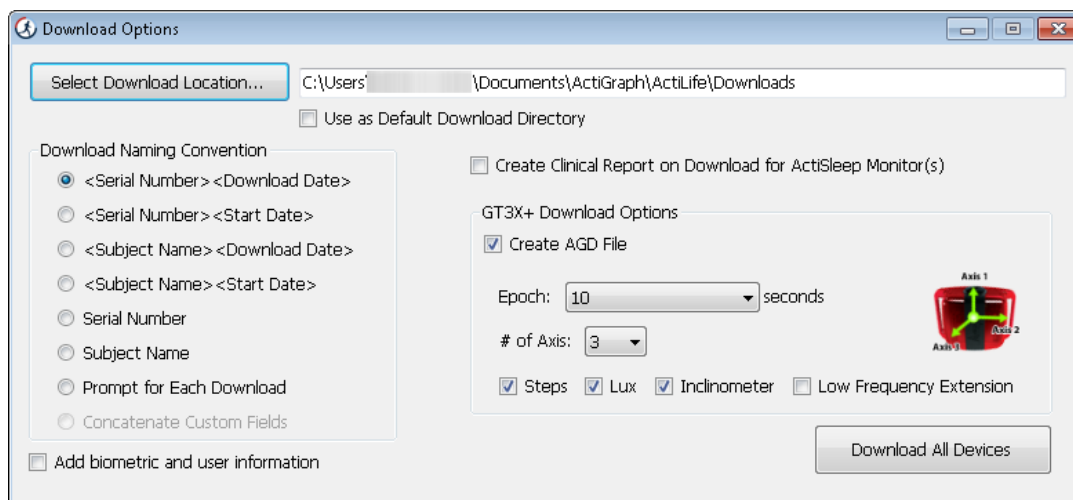 Download Options
Select Download Location...
C:\Users\ \Documents\ActiGraph\ActiLife\Downloads
Use as Default Download Directory
Download Naming Convention
<Serial Number><Download Date>
<Serial Number><Start Date>
<Subject Name><Download Date>
<Subject Name><Start Date>
Serial Number
Subject Name
Prompt for Each Download
Concatenate Custom Fields
Add biometric and user information
Create Clinical Report on Download for ActiSleep Monitor(s)
GT3X+ Download Options
Create AGD File
Epoch: 10 seconds
# of Axis: 3
Axis 1
Axis 2
Axis 3
Steps Lux Inclinometer Low Frequency Extension
Download All Devices